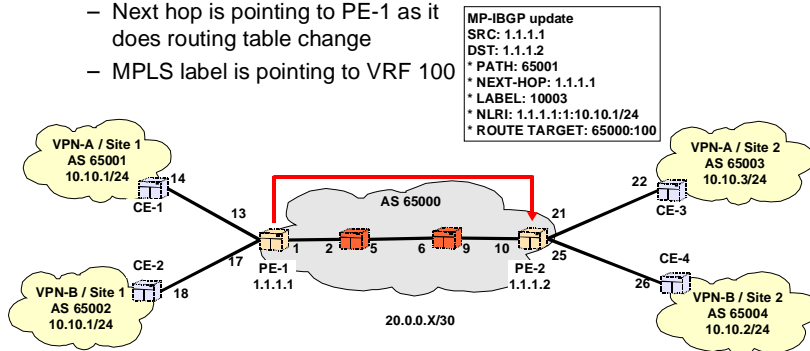 – Next hop is pointing to PE-1 as it
does routing table change
– MPLS label is pointing to VRF 100
MP-IBGP update
SRC: 1.1.1.1
DST: 1.1.1.2
* PATH: 65001
* NEXT-HOP: 1.1.1.1
* LABEL: 10003
* NLRI: 1.1.1.1:1:10.10.1/24
* ROUTE TARGET: 65000:100
VPN-A / Site 1
AS 65001
10.10.1/24
14
CE-1
13
VPN-A / Site 2
AS 65003
10.10.3/24
22
CE-3
21
AS 65000
1
2
5
6
9
10
PE-1
1.1.1.1
PE-2
1.1.1.2
25
17
CE-2
18
VPN-B / Site 1
AS 65002
10.10.1/24
CE-4
26
VPN-B / Site 2
AS 65004
10.10.2/24
20.0.0.X/30